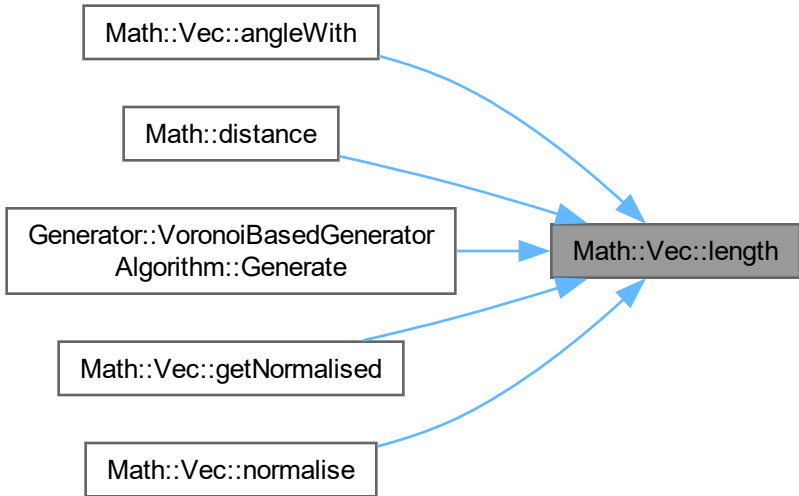 Math::Vec::angleWith
Math::distance
Generator::VoronoiBasedGenerator
Algorithm::Generate
Math::Vec::length
Math::Vec::getNormalised
Math::Vec::normalise